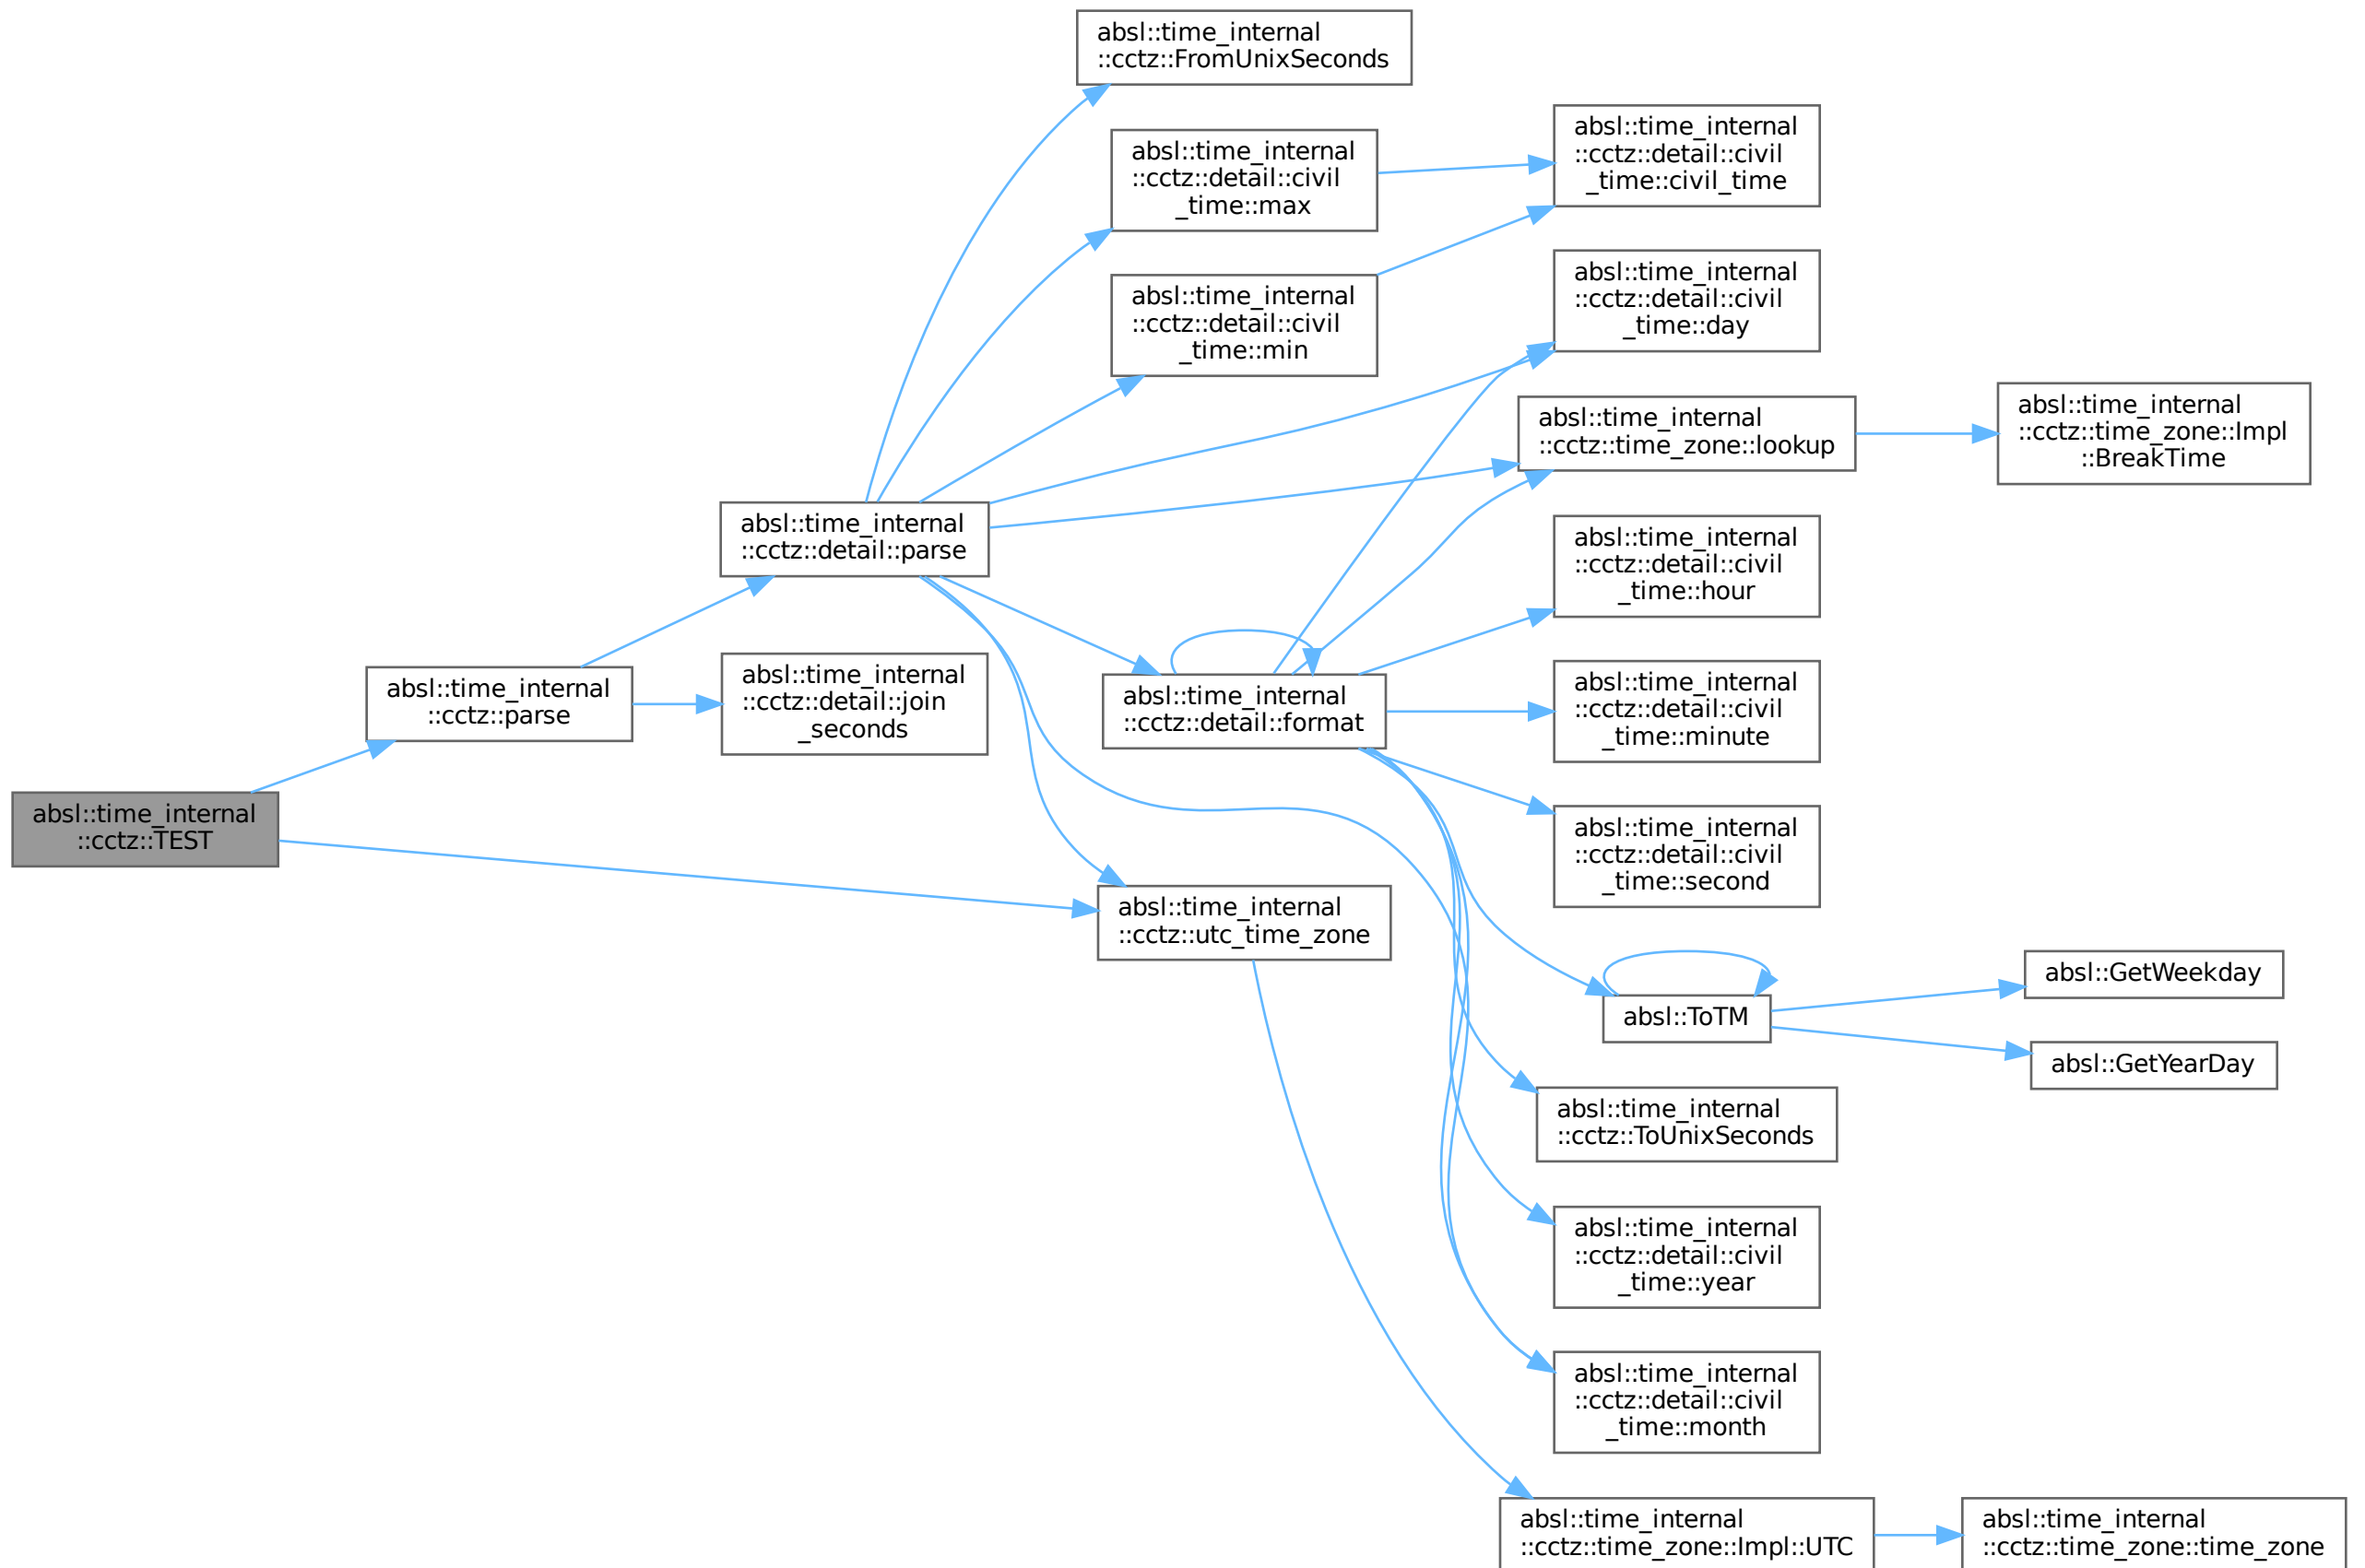 absl::time_internal
::cctz::FromUnixSeconds
absl::time_internal
::cctz::detail::civil
_time::max
absl::time_internal
::cctz::detail::civil
_time::civil_time
absl::time_internal
::cctz::detail::civil
_time::min
absl::time_internal
::cctz::detail::civil
_time::day
absl::time_internal
::cctz::time_zone::lookup
absl::time_internal
::cctz::time_zone::Impl
::BreakTime
absl::time_internal
::cctz::detail::parse
absl::time_internal
::cctz::detail::civil
_time::hour
absl::time_internal
::cctz::parse
absl::time_internal
::cctz::detail::join
_seconds
absl::time_internal
::cctz::detail::format
absl::time_internal
::cctz::detail::civil
_time::minute
absl::time_internal
::cctz::TEST
absl::time_internal
::cctz::detail::civil
_time::second
absl::time_internal
::cctz::utc_time_zone
absl::ToTM
absl::GetWeekday
absl::GetYearDay
absl::time_internal
::cctz::ToUnixSeconds
absl::time_internal
::cctz::detail::civil
_time::year
absl::time_internal
::cctz::detail::civil
_time::month
absl::time_internal
::cctz::time_zone::Impl::UTC
absl::time_internal
::cctz::time_zone::time_zone